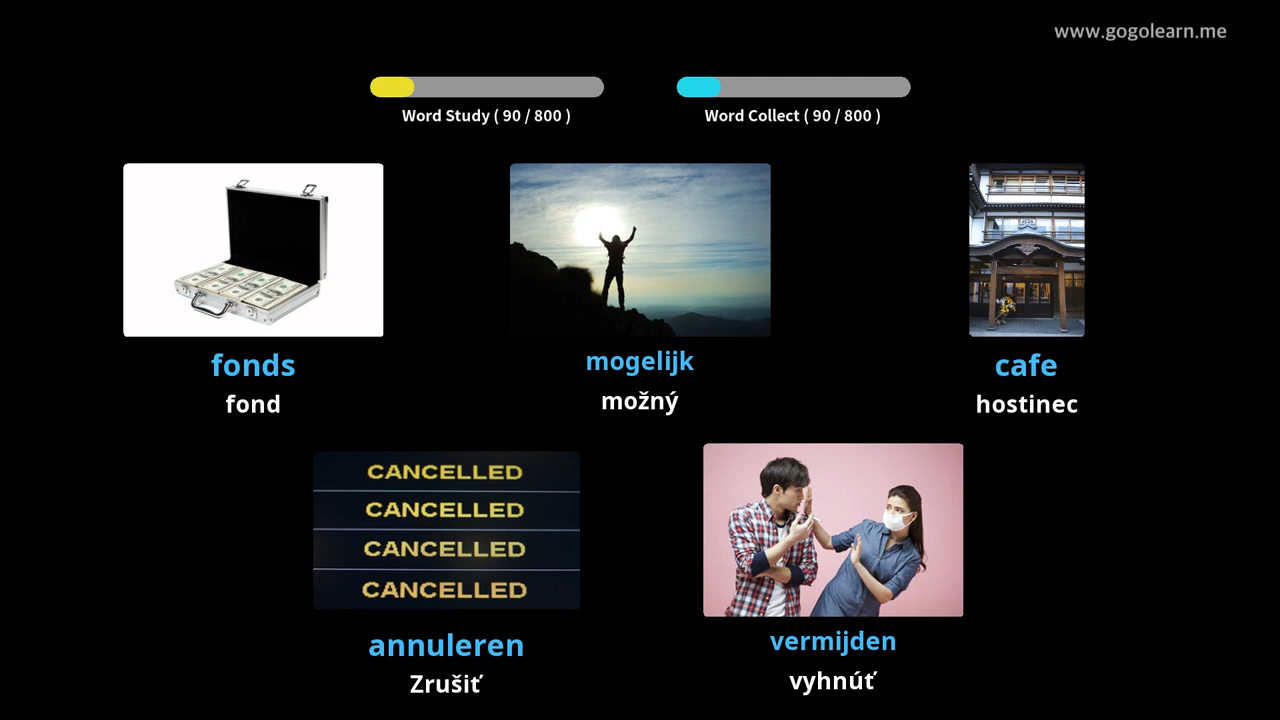 www.gogolearn.me
Word Study ( 90 / 800 )
Word Collect ( 90 / 800 )
fonds
fond
mogelijk
možný
cafe
hostinec
CANCELLED
CANCELLED
CANCELLED
CANCELLED
annuleren
Zrušiť
vermijden
vyhnúť